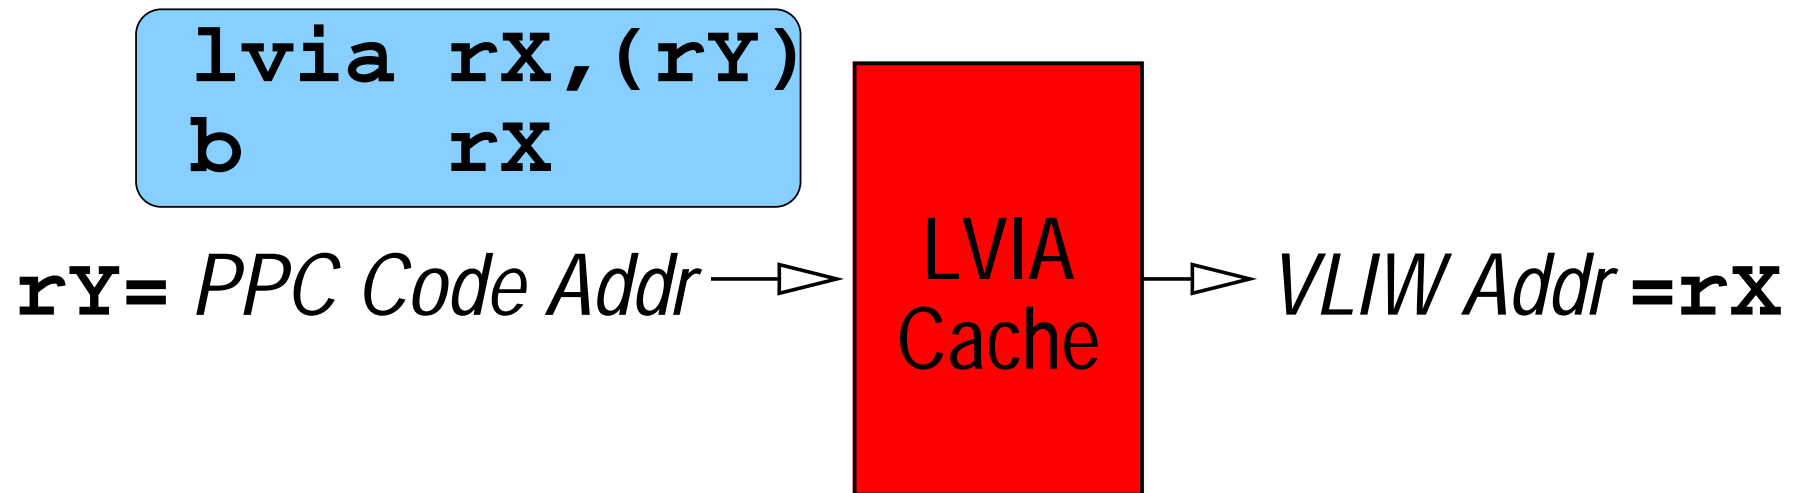 lvia rX,(rY)
b rX
rY= PPC Code Addr
LVIA
Cache
VLIW Addr =rX